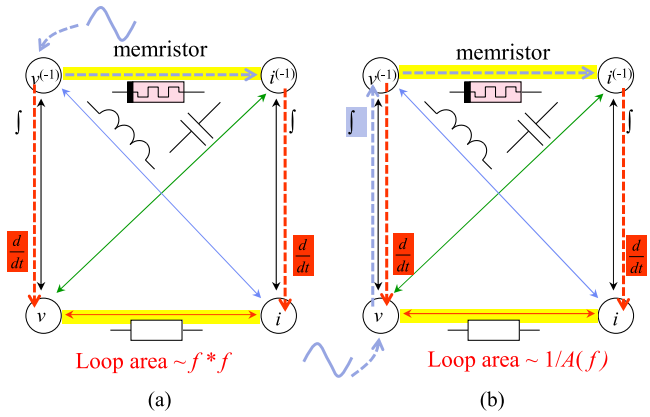 memristor
v(-1) i(-1)
∫ ∫
d/dt d/dt
v i
Loop area ~ f * f
(a)
memristor
v(-1) i(-1)
∫ ∫
d/dt d/dt
v i
Loop area ~ 1/A(f)
(b)